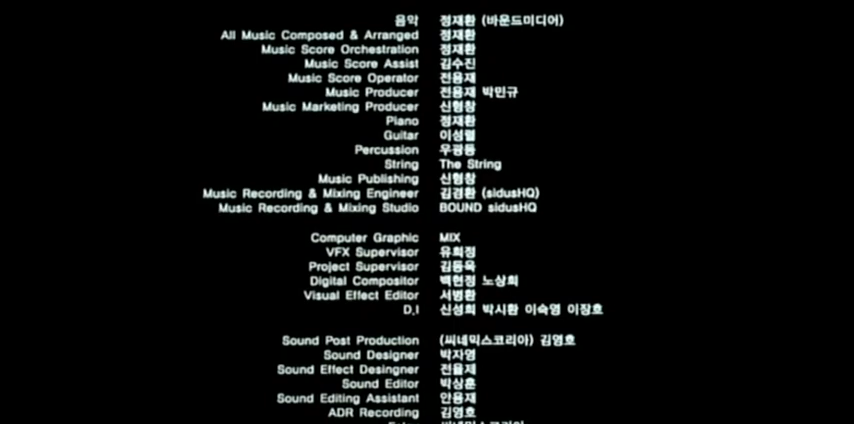 음악 정재환 (바운드미디어)
All Music Composed & Arranged 정재환
Music Score Orchestration 정재환
Music Score Assist 김수진
Music Score Operator 전용재
Music Producer 전용재 박민규
Music Marketing Producer 신형창
Piano 정재환
Guitar 이성렬
Percussion 우광동
String The String
Music Publishing 신형창
Music Recording & Mixing Engineer 김경환 (sidusHQ)
Music Recording & Mixing Studio BOUND sidusHQ
Computer Graphic MIX
VFX Supervisor 유희정
Project Supervisor 김동욱
Digital Compositor 백현정 노상희
Visual Effect Editor 서병환
D.I 신성희 박시환 이숙영 이장호
Sound Post Production (씨네믹스코리아) 김영호
Sound Designer 박자영
Sound Effect Desingner 전율제
Sound Editor 박상훈
Sound Editing Assistant 안용재
ADR Recording 김영호